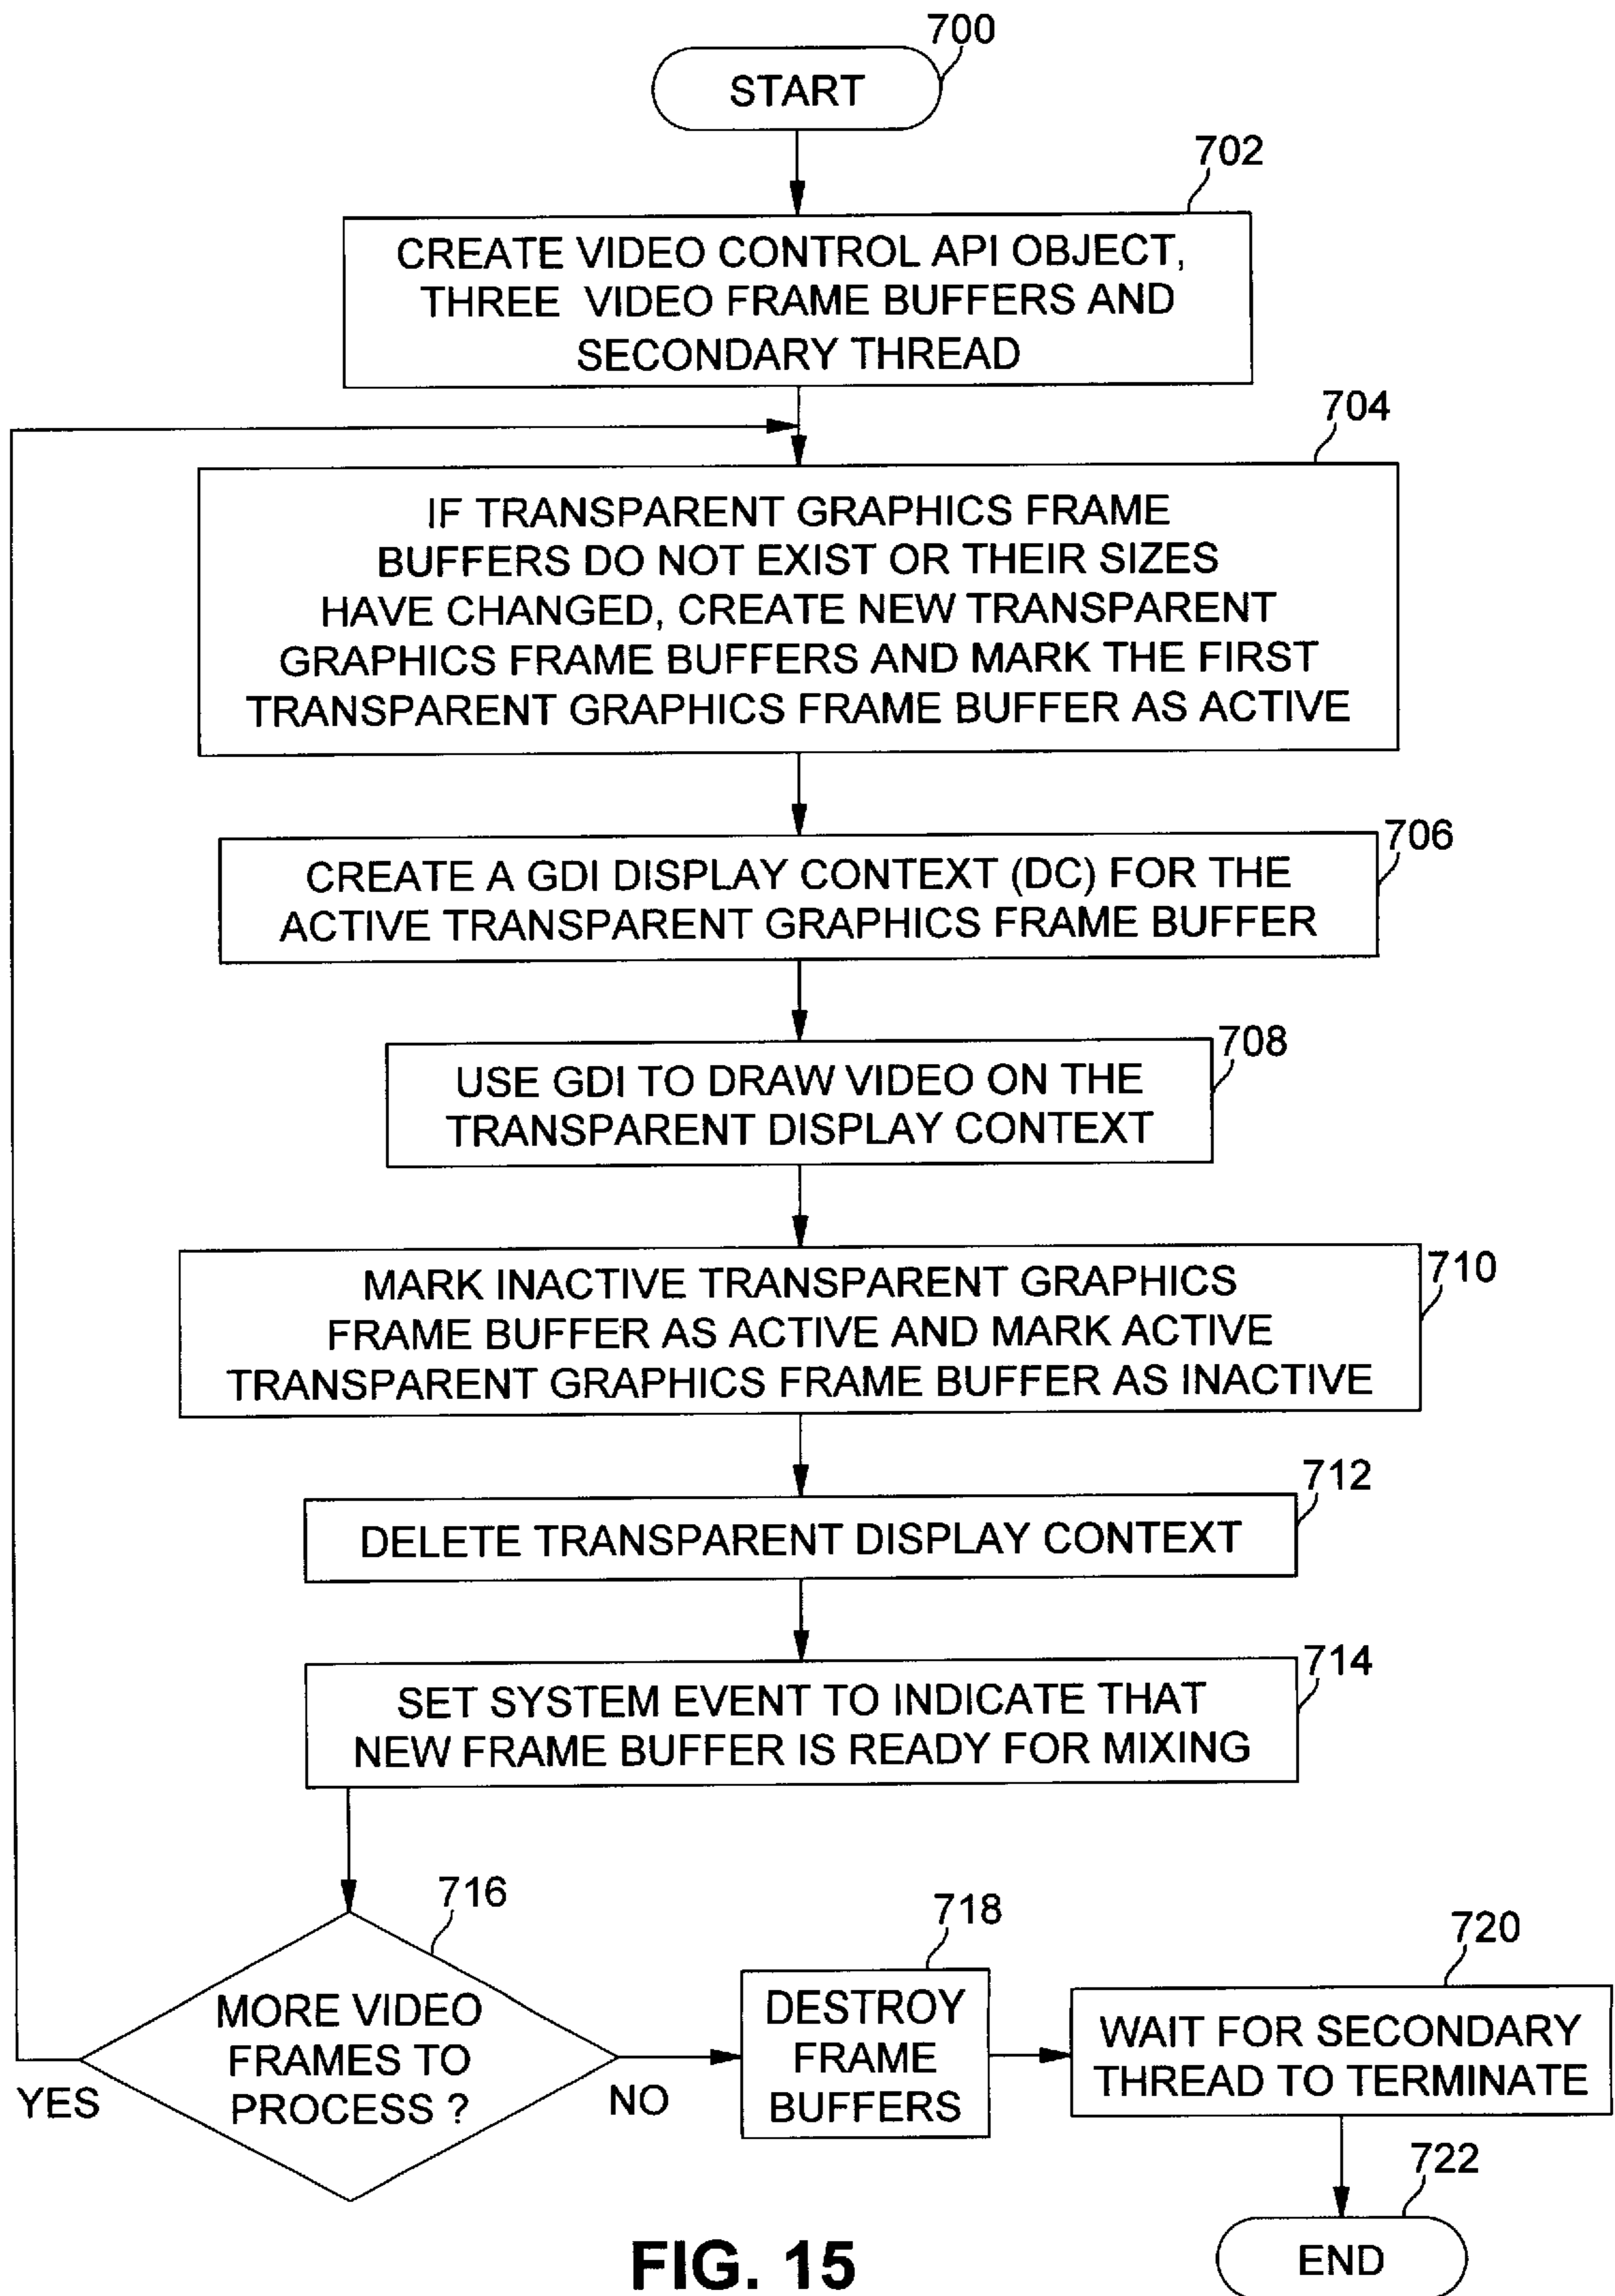 700
START
702
CREATE VIDEO CONTROL API OBJECT,
THREE VIDEO FRAME BUFFERS AND
SECONDARY THREAD
704
IF TRANSPARENT GRAPHICS FRAME
BUFFERS DO NOT EXIST OR THEIR SIZES
HAVE CHANGED, CREATE NEW TRANSPARENT
GRAPHICS FRAME BUFFERS AND MARK THE FIRST
TRANSPARENT GRAPHICS FRAME BUFFER AS ACTIVE
706
CREATE A GDI DISPLAY CONTEXT (DC) FOR THE
ACTIVE TRANSPARENT GRAPHICS FRAME BUFFER
708
USE GDI TO DRAW VIDEO ON THE
TRANSPARENT DISPLAY CONTEXT
710
MARK INACTIVE TRANSPARENT GRAPHICS
FRAME BUFFER AS ACTIVE AND MARK ACTIVE
TRANSPARENT GRAPHICS FRAME BUFFER AS INACTIVE
712
DELETE TRANSPARENT DISPLAY CONTEXT
714
SET SYSTEM EVENT TO INDICATE THAT
NEW FRAME BUFFER IS READY FOR MIXING
716
MORE VIDEO
FRAMES TO
PROCESS ?
YES
NO
718
DESTROY
FRAME
BUFFERS
720
WAIT FOR SECONDARY
THREAD TO TERMINATE
722
END
FIG. 15